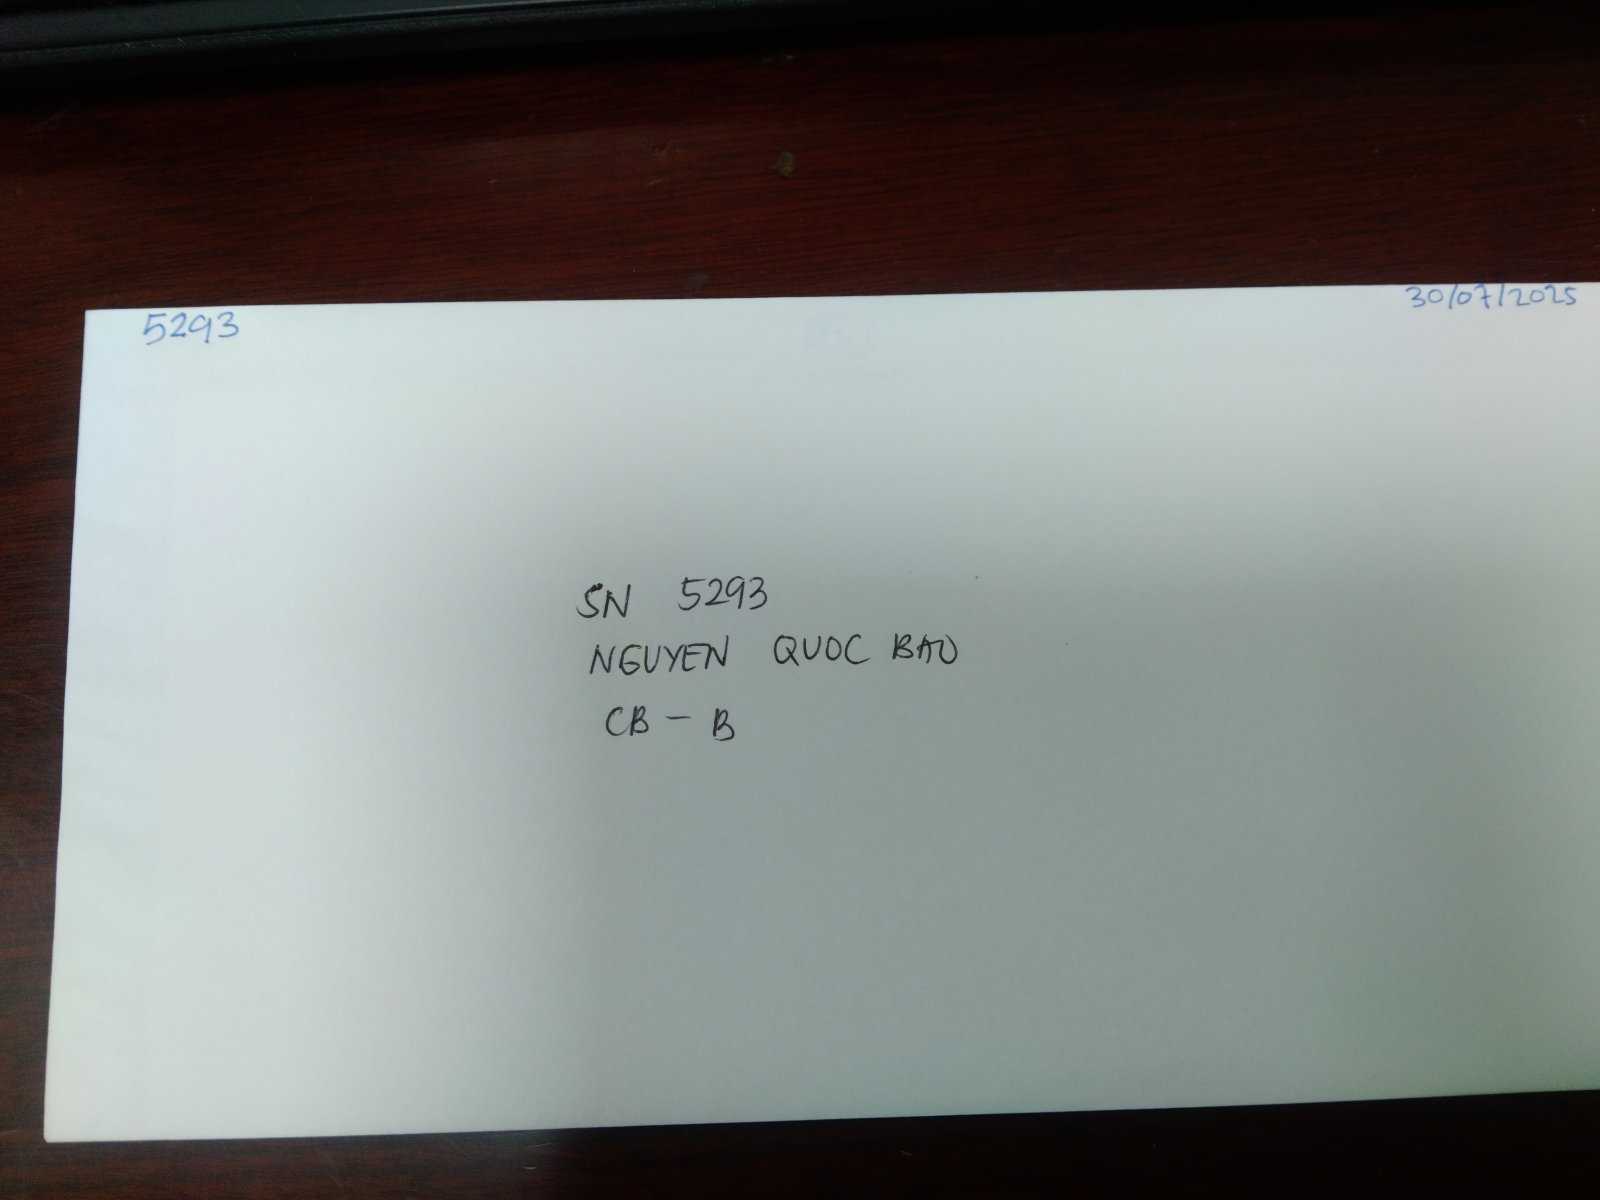 5293
30/07/2025
SN 5293
NGUYEN QUOC BAO
CB - B